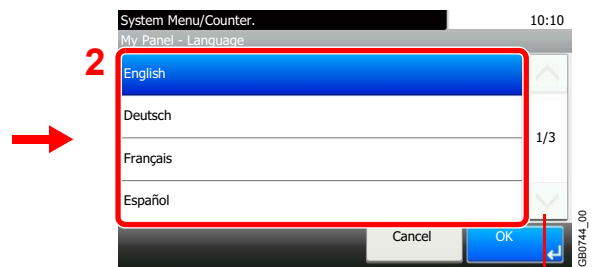 System Menu/Counter.
10:10
My Panel - Language
2
English
Deutsch
1/3
Français
Español
Cancel
OK
GB0744_00